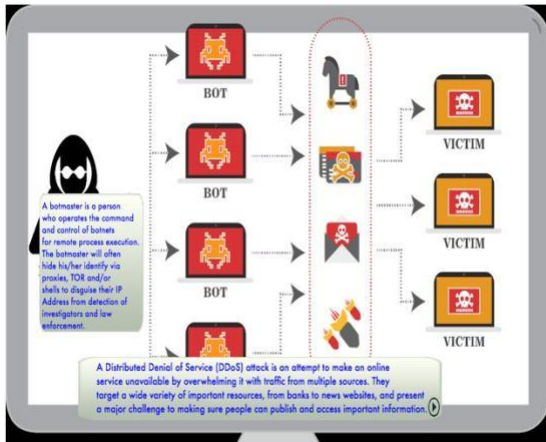 BOT
BOT
BOT
VICTIM
VICTIM
VICTIM
A botmaster is a person
who operates the command
and control of botnets
for remote process execution.
The botmaster will often
hide his/her identify via
proxies, TOR and/or
shells to disguise their IP
Address from detection of
investigators and law
enforcement.
A Distributed Denial of Service (DDoS) attack is an attempt to make an online
service unavailable by overwhelming it with traffic from multiple sources. They
target a wide variety of important resources, from banks to news websites, and present
a major challenge to making sure people can publish and access important information.